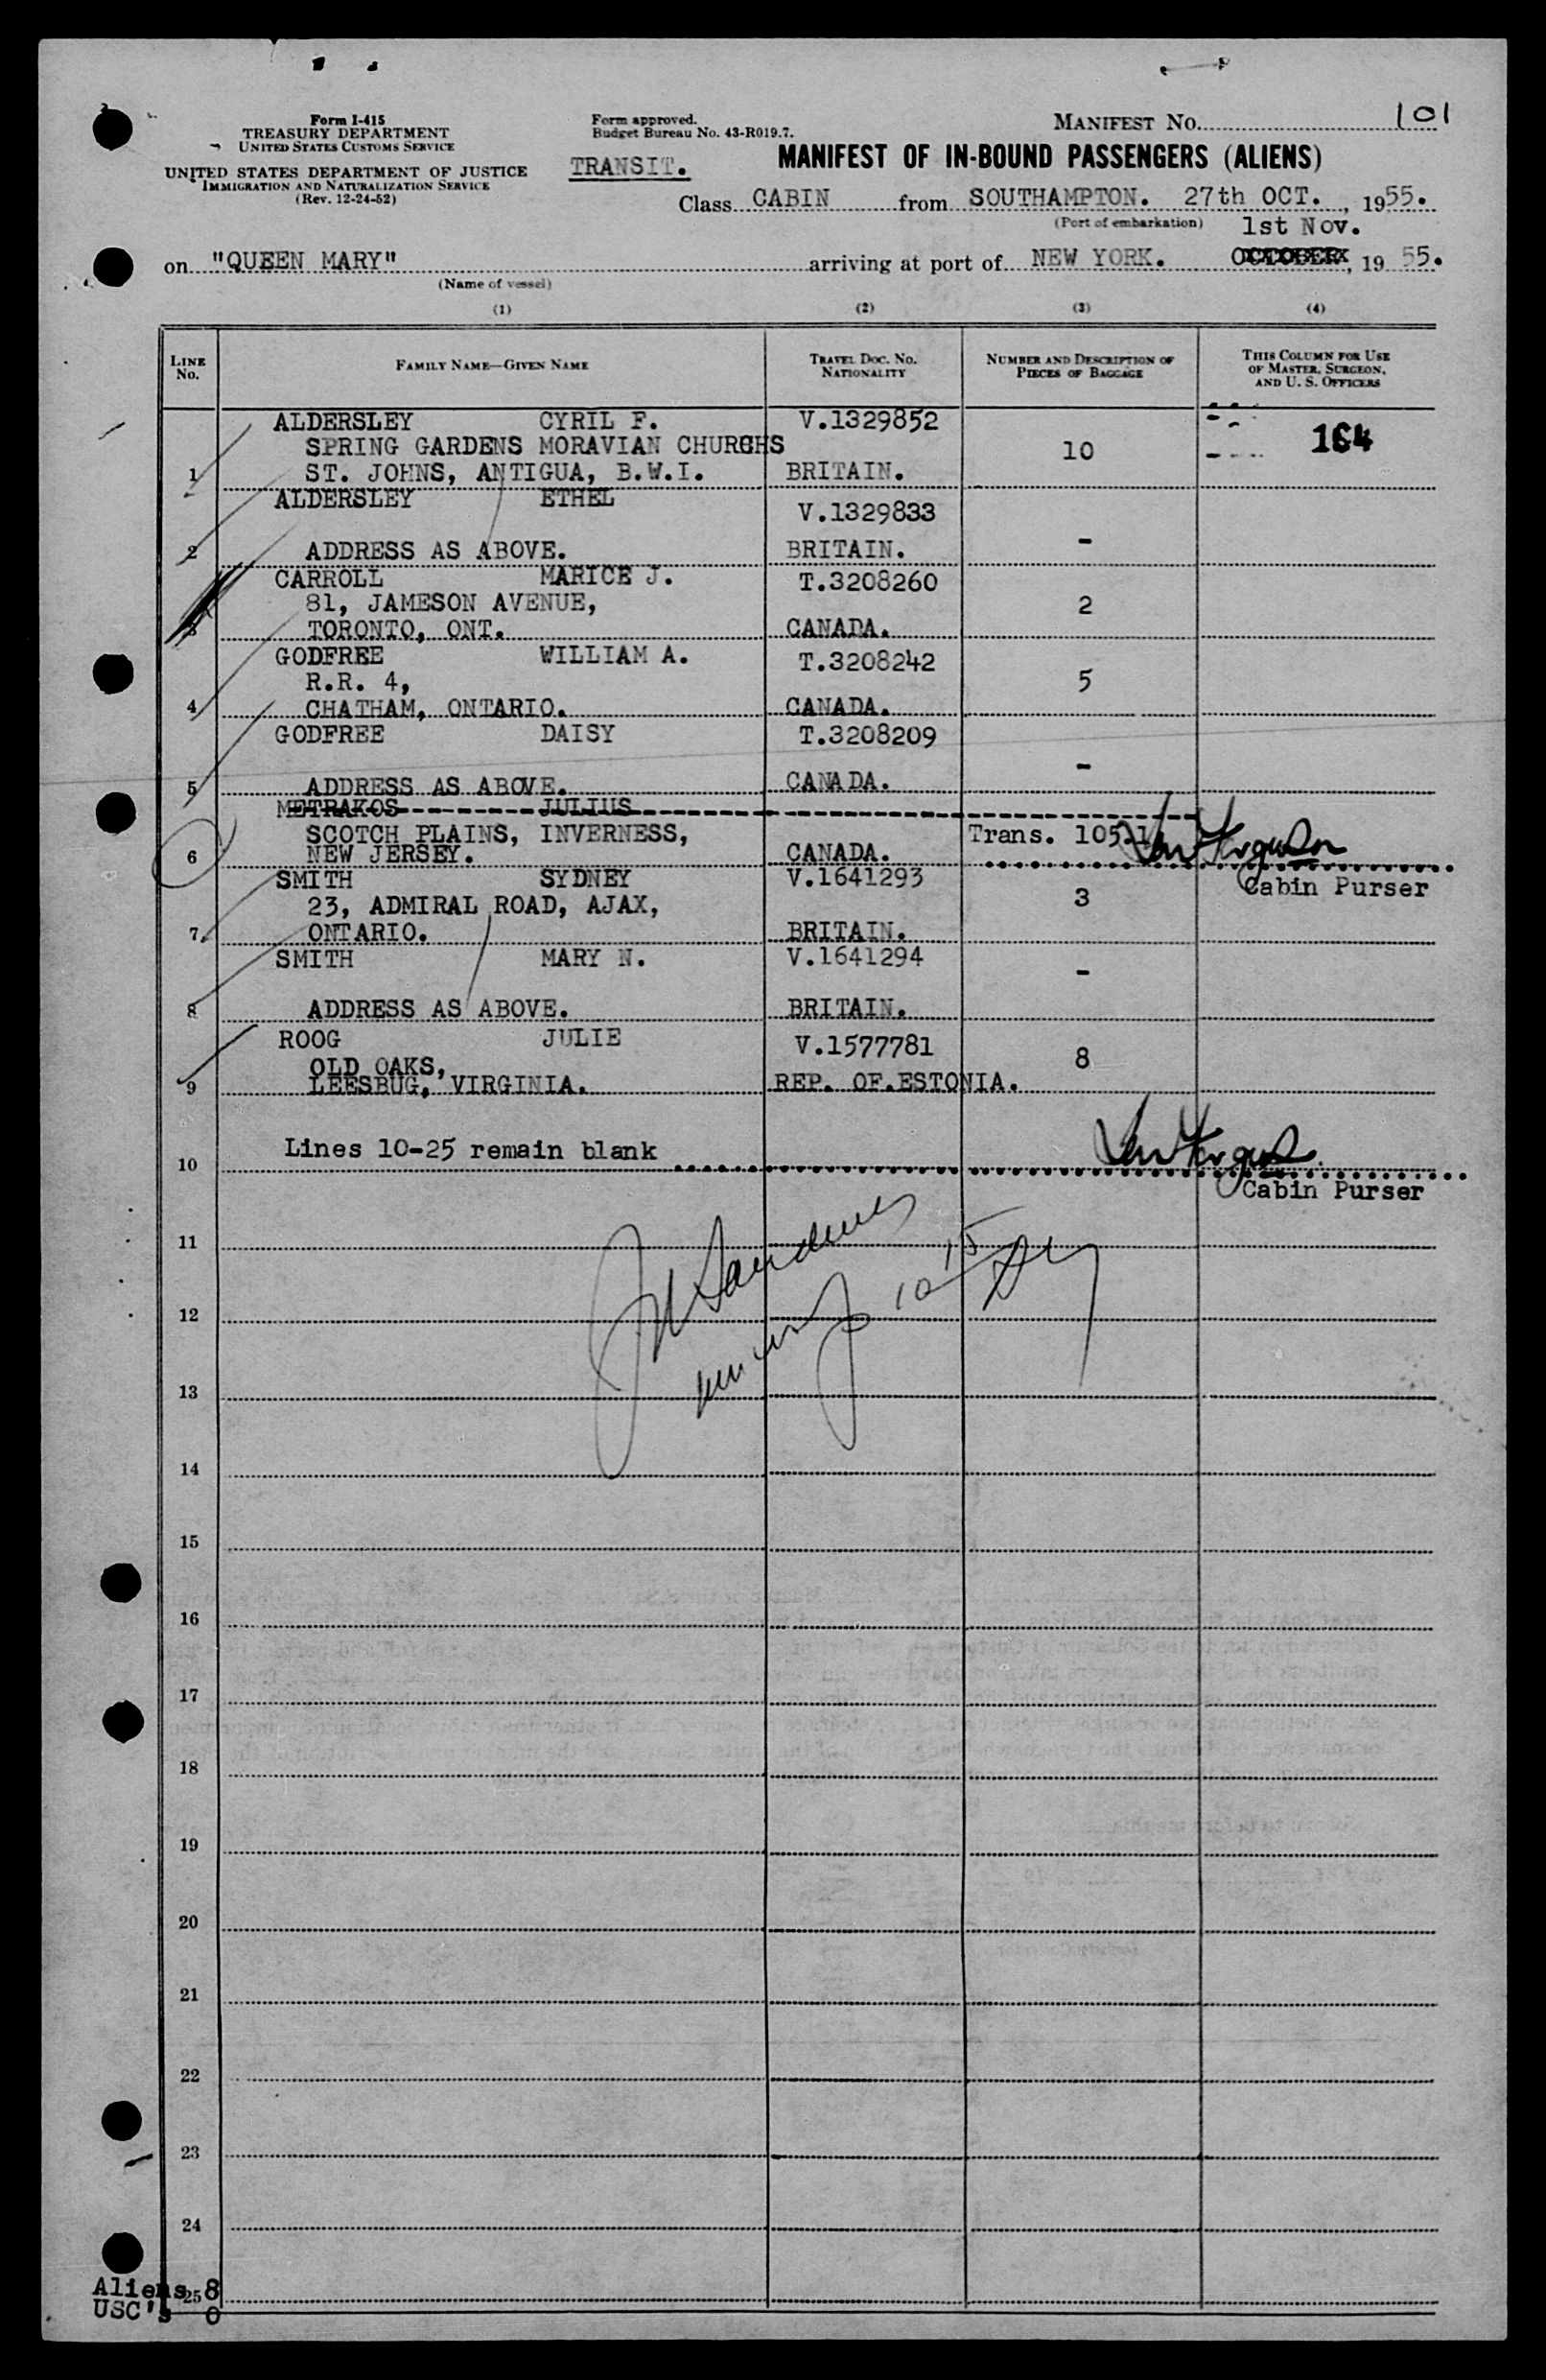 Form I-415
TREASURY DEPARTMENT
UNITED STATES CUSTOMS SERVICE
UNITED STATES DEPARTMENT OF JUSTICE
IMMIGRATION AND NATURALIZATION SERVICE
(Rev. 12-24-52)
Form approved.
Budget Bureau No. 43-R019.7.
TRANSIT.
MANIFEST NO. 101
MANIFEST OF IN-BOUND PASSENGERS (ALIENS)
Class CABIN from SOUTHAMPTON. 27th OCT., 1955.
(Port of embarkation) 1st Nov.
on "QUEEN MARY" arriving at port of NEW YORK. OCTOBER, 19 55.
(Name of vessel)
(1) (2) (3) (4)
LINE No. FAMILY NAME—GIVEN NAME TRAVEL DOC. NO. NATIONALITY NUMBER AND DESCRIPTION OF PIECES OF BAGGAGE THIS COLUMN FOR USE OF MASTER, SURGEON, AND U. S. OFFICERS
ALDERSLEY CYRIL F. V.1329852
SPRING GARDENS MORAVIAN CHURCHS 10 164
1 ST. JOHNS, ANTIGUA, B.W.I. BRITAIN.
ALDERSLEY ETHEL V.1329833
2 ADDRESS AS ABOVE. BRITAIN. -
CARROLL MARICE J. T.3208260
81, JAMESON AVENUE, 2
3 TORONTO, ONT. CANADA.
GODFREE WILLIAM A. T.3208242
R.R. 4, 5
4 CHATHAM, ONTARIO. CANADA.
GODFREE DAISY T.3208209
5 ADDRESS AS ABOVE. CANADA. -
METRAKOS JULIUS
SCOTCH PLAINS, INVERNESS, Trans. 105.1
6 NEW JERSEY. CANADA.
Cabin Purser
SMITH SYDNEY V.1641293
23, ADMIRAL ROAD, AJAX, 3
7 ONTARIO. BRITAIN.
SMITH MARY N. V.1641294
8 ADDRESS AS ABOVE. BRITAIN. -
ROOG JULIE V.1577781
OLD OAKS, 8
9 LEESBUG, VIRGINIA. REP. OF.ESTONIA.
10 Lines 10-25 remain blank
Cabin Purser
11
12
13
14
15
16
17
18
19
20
21
22
23
24
Aliens 25 8
USC's 0